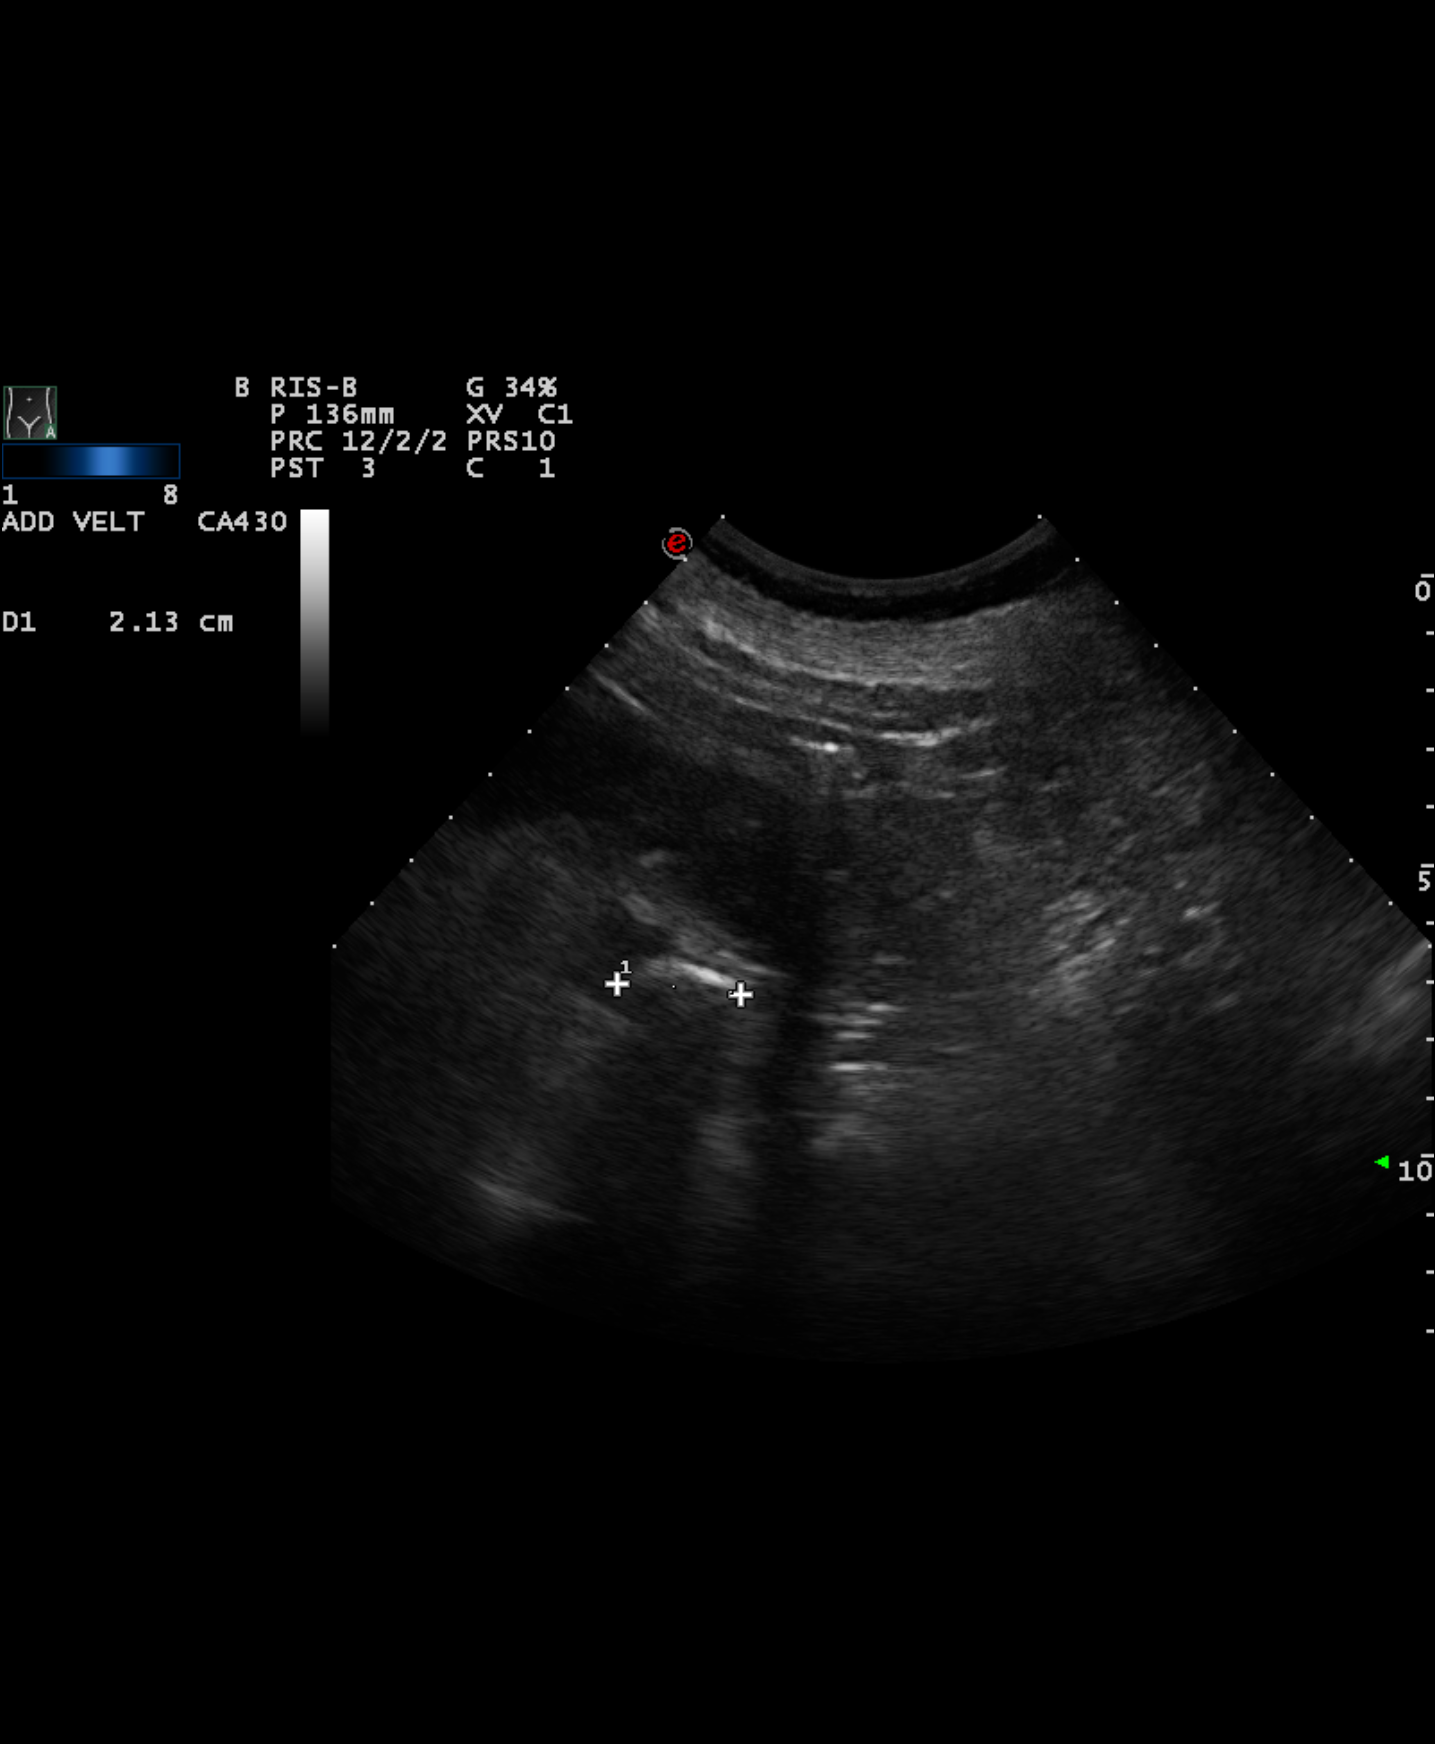 B RIS-B G 34%
P 136mm XV C1
A
PRC 12/2/2 PRS10
PST 3 C 1
1 8
ADD VELT CA430
e
0
D1 2.13 cm
5
1
10